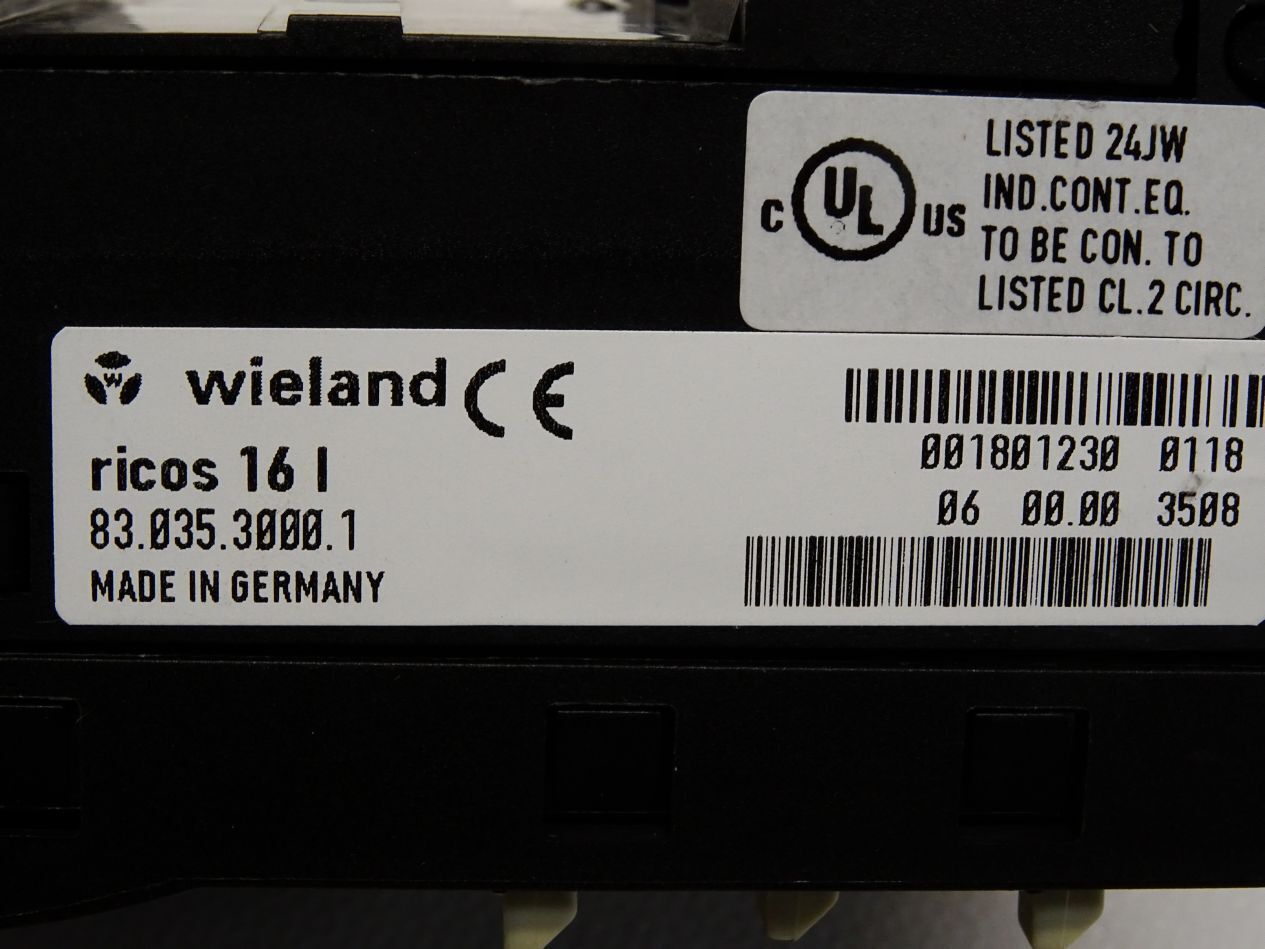 LISTED 24JW
IND.CONT.EQ.
TO BE CON. TO
LISTED CL.2 CIRC.
C UL US
W wieland CE
ricos 16 I
83.035.3000.1
MADE IN GERMANY
001801230 0118
06 00.00 3508